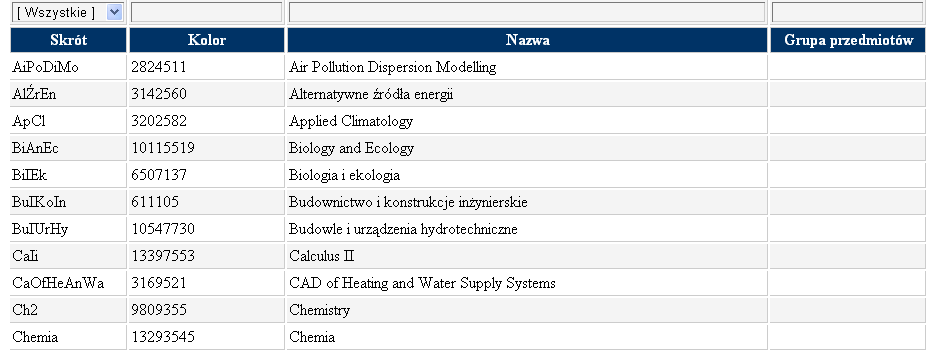 [ Wszystkie ]
Skrót Kolor Nazwa Grupa przedmiotów
AiPoDiMo 2824511 Air Pollution Dispersion Modelling
AlŹrEn 3142560 Alternatywne źródła energii
ApCl 3202582 Applied Climatology
BiAnEc 10115519 Biology and Ecology
BiIEk 6507137 Biologia i ekologia
BuIKoIn 611105 Budownictwo i konstrukcje inżynierskie
BuIUrHy 10547730 Budowle i urządzenia hydrotechniczne
CaIi 13397553 Calculus II
CaOfHeAnWa 3169521 CAD of Heating and Water Supply Systems
Ch2 9809355 Chemistry
Chemia 13293545 Chemia